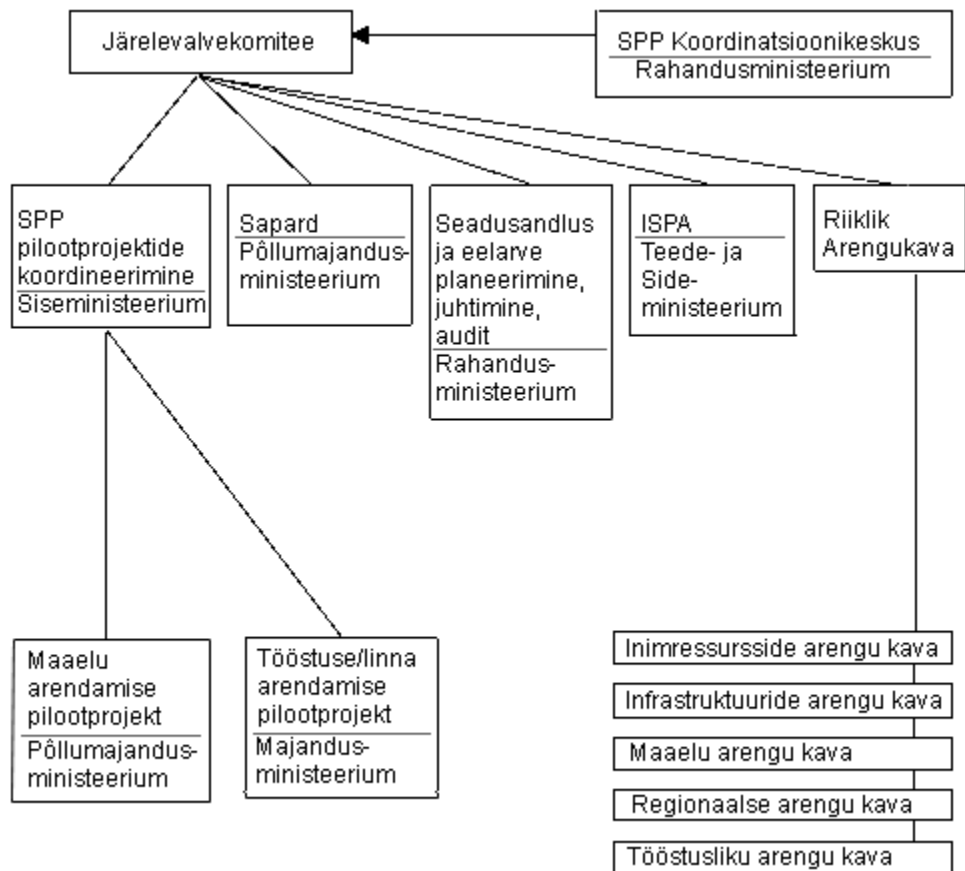 Järelevalvekomitee
SPP Koordinatsioonikeskus
Rahandusministeerium
SPP
pilootprojektide
koordineerimine
Siseministeerium
Sapard
Pôllumajandus-
ministeerium
Seadusandlus
ja eelarve
planeerimine,
juhtimine,
audit
Rahandus-
ministeerium
ISPA
Teede- ja
Side-
ministeerium
Riiklik
Arengukava
Maaelu
arendamise
pilootprojekt
Pôllumajandus-
ministeerium
Tööstuse/linna
arendamise
pilootprojekt
Majandus-
ministeerium
Inimressursside arengu kava
Infrastruktuuride arengu kava
Maaelu arengu kava
Regionaalse arengu kava
Tööstusliku arengu kava